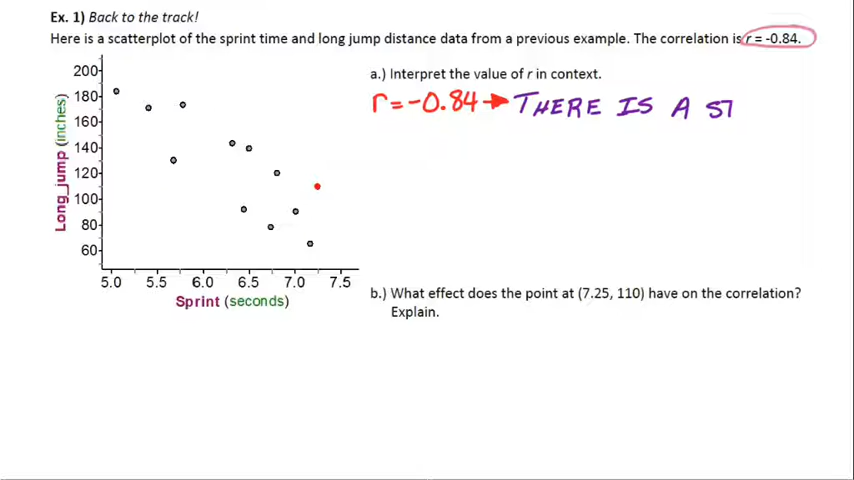 Ex. 1) Back to the track!
Here is a scatterplot of the sprint time and long jump distance data from a previous example. The correlation is r = -0.84.
a.) Interpret the value of r in context.
r = -0.84 → THERE IS A ST
200
180
160
140
120
100
80
60
Long_jump (inches)
5.0 5.5 6.0 6.5 7.0 7.5
Sprint (seconds)
b.) What effect does the point at (7.25, 110) have on the correlation?
Explain.